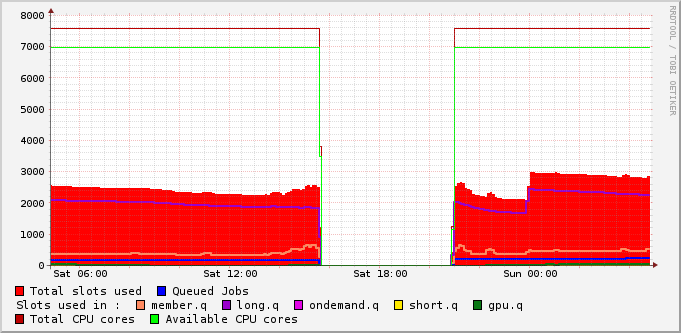 8000
7000
6000
5000
4000
3000
2000
1000
0
Sat 06:00 Sat 12:00 Sat 18:00 Sun 00:00
Total slots used Queued Jobs
Slots used in : member.q long.q ondemand.q short.q gpu.q
Total CPU cores Available CPU cores
RRDTOOL / TOBI OETIKER